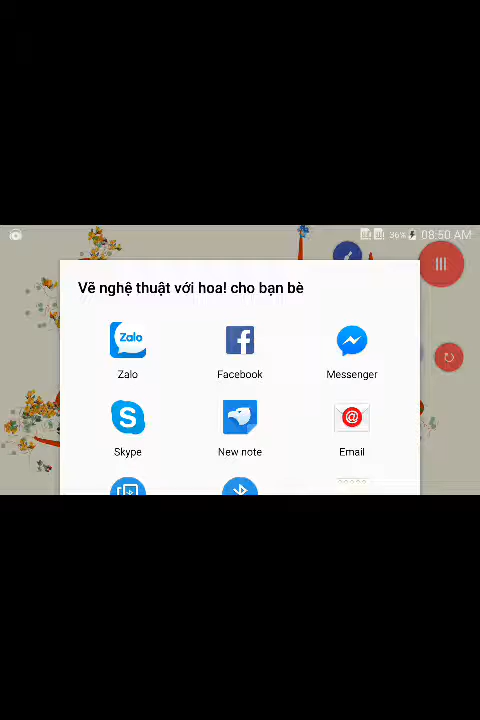 36% 08:50 AM
Vẽ nghệ thuật với hoa! cho bạn bè
Zalo
Zalo Facebook Messenger
Skype New note Email